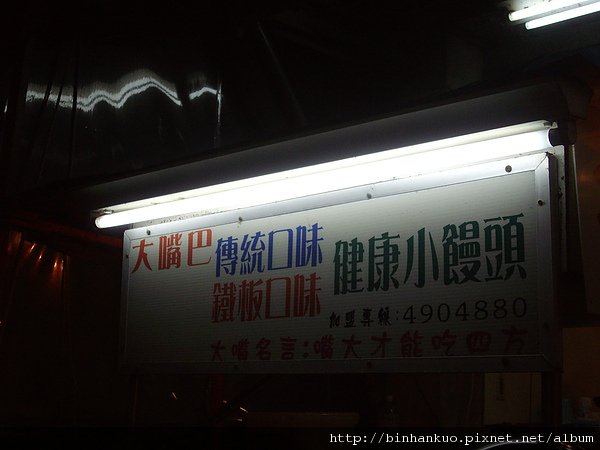 大嘴巴 傳統口味 健康小饅頭
鐵板口味
加盟專線:4904880
大嘴名言:嘴大才能吃四方
http://binhankuo.pixnet.net/album